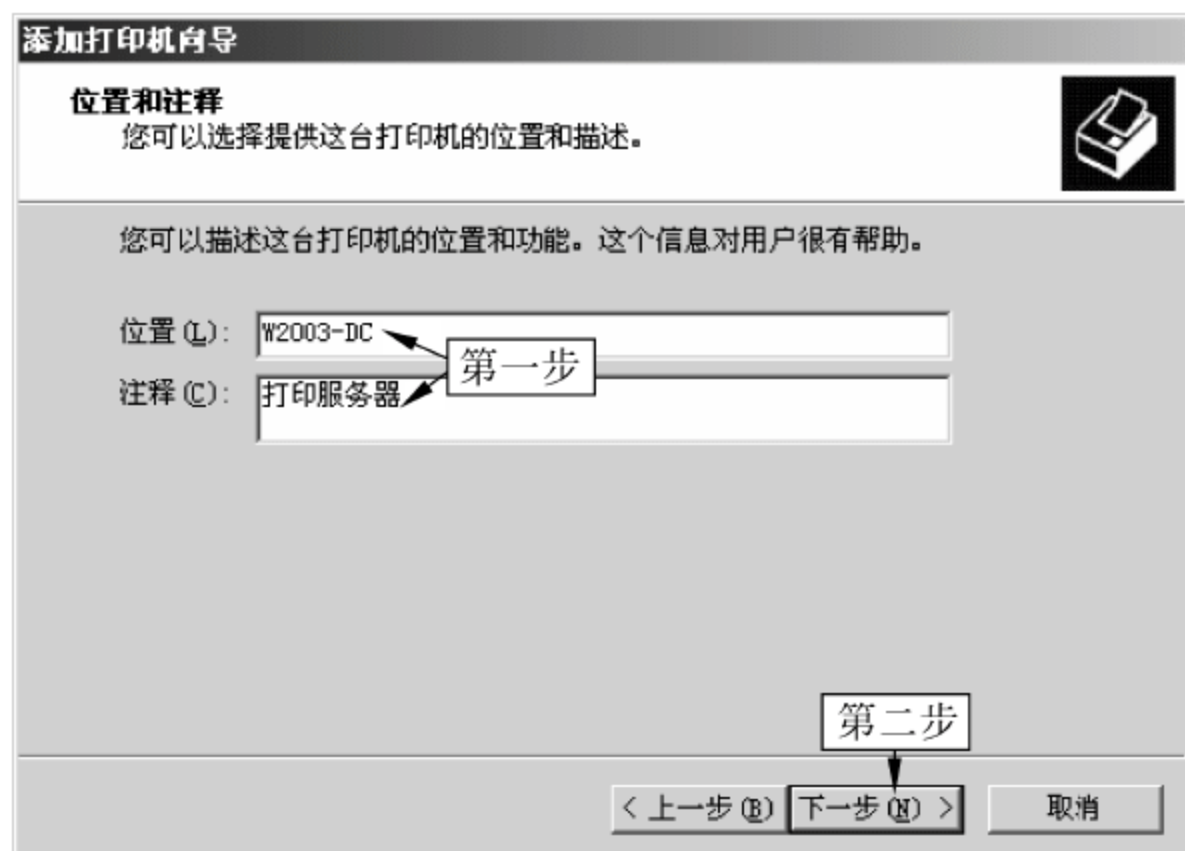 添加打印机向导
位置和注释
您可以选择提供这台打印机的位置和描述。
您可以描述这台打印机的位置和功能。这个信息对用户很有帮助。
位置(L): W2003-DC
第一步
注释(C): 打印服务器
第二步
< 上一步(B) 下一步(N) > 取消